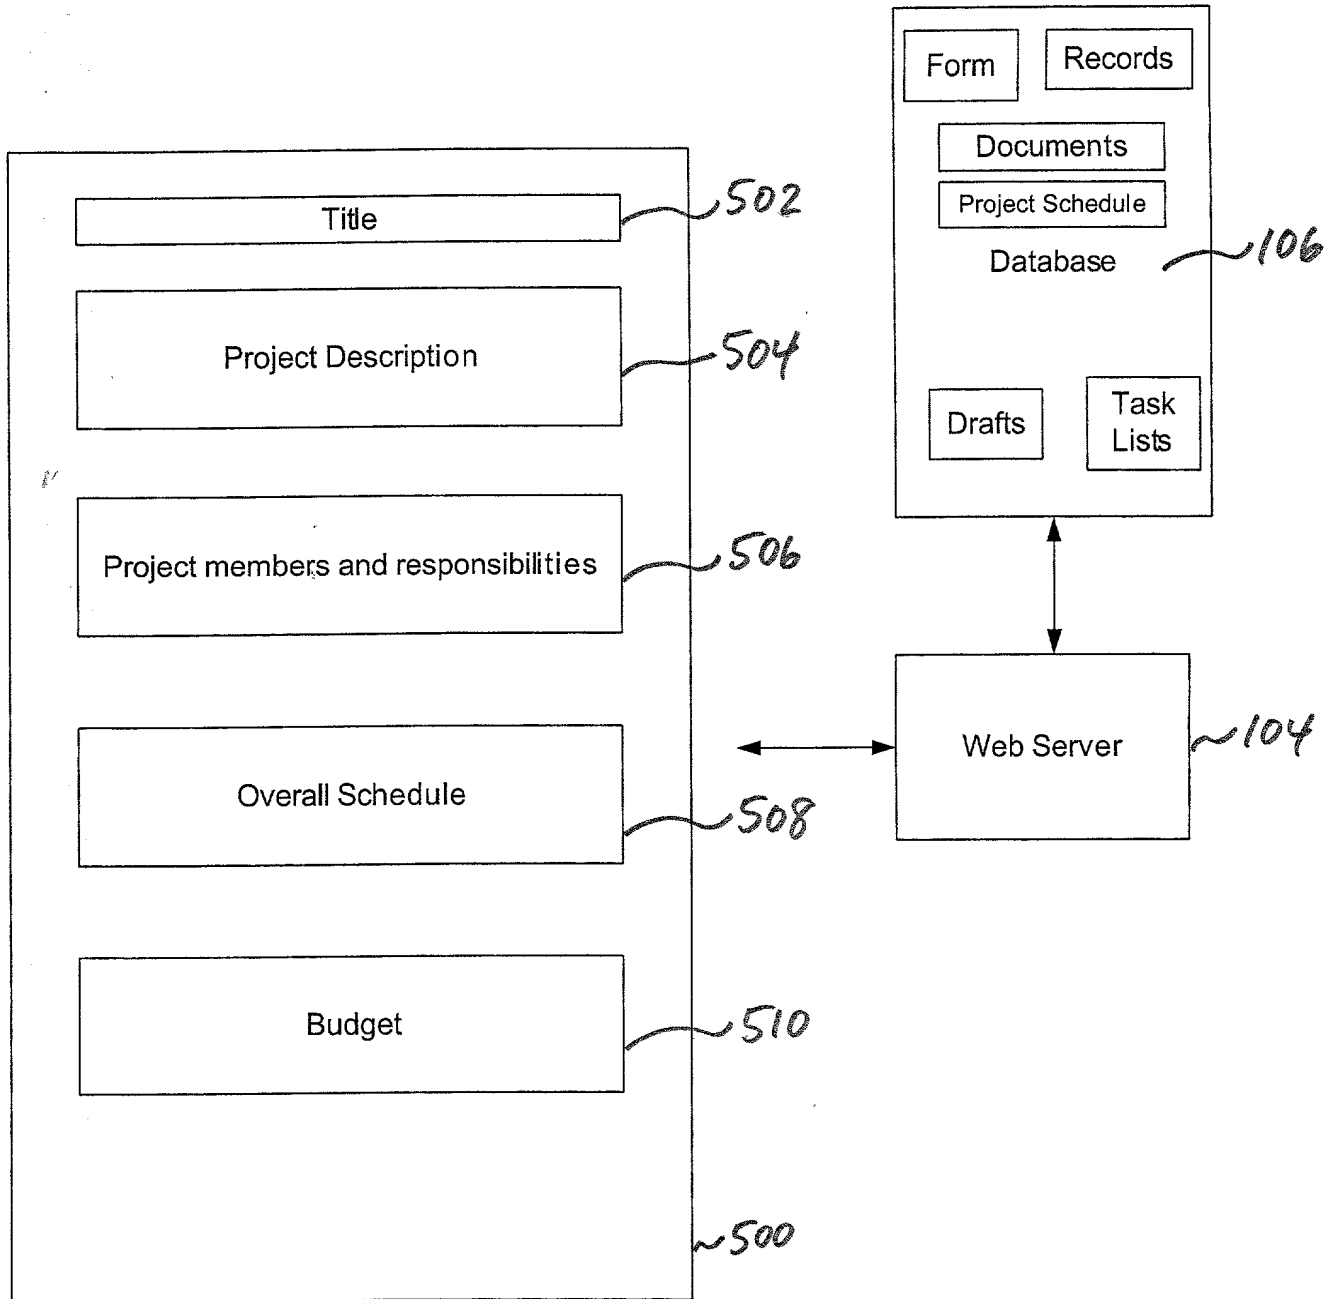 Title
502
Project Description
504
Project members and responsibilities
506
Overall Schedule
508
Budget
510
500
Form
Records
Documents
Project Schedule
Database
106
Drafts
Task
Lists
Web Server
104